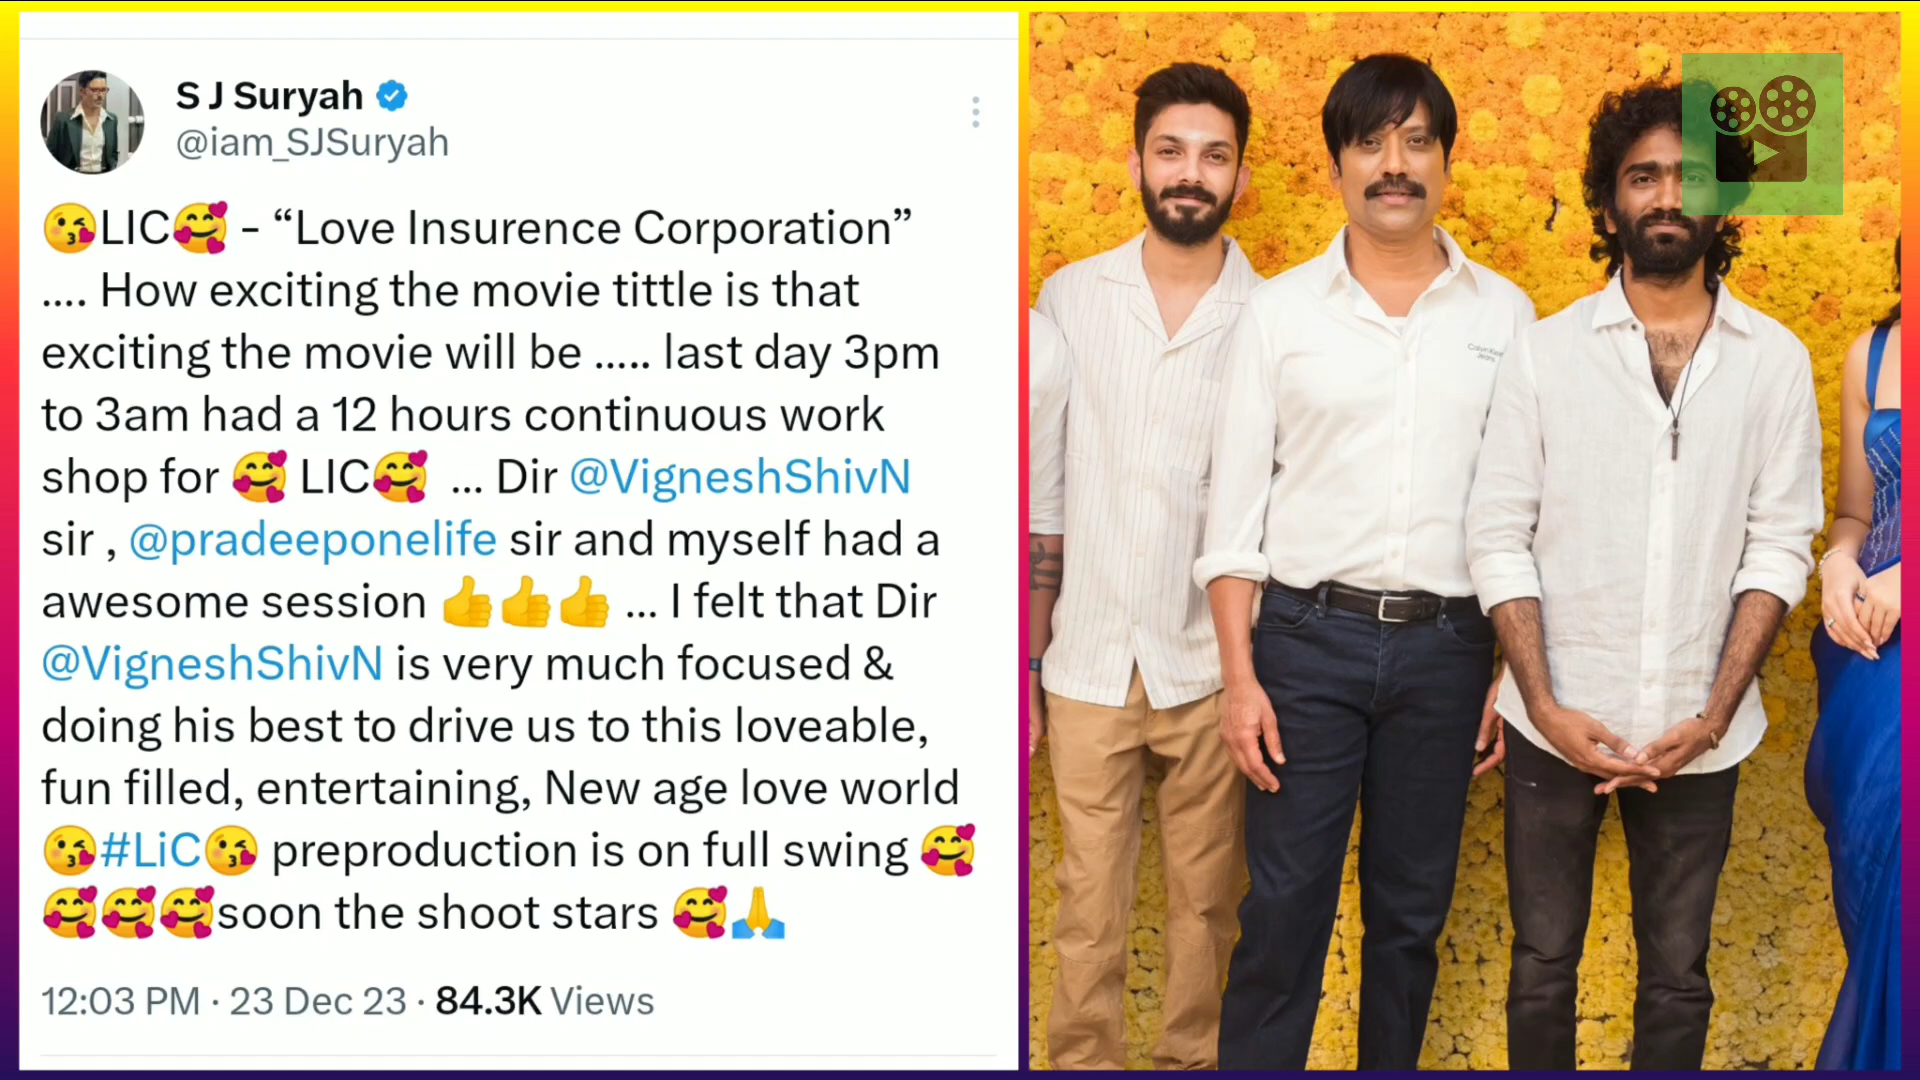 S J Suryah
@iam_SJSuryah
😘LIC🥰 - “Love Insurence Corporation”
.... How exciting the movie tittle is that
exciting the movie will be ..... last day 3pm
to 3am had a 12 hours continuous work
shop for 🥰 LIC🥰 ... Dir @VigneshShivN
sir , @pradeeponelife sir and myself had a
awesome session 👍👍👍 ... I felt that Dir
@VigneshShivN is very much focused &
doing his best to drive us to this loveable,
fun filled, entertaining, New age love world
😘#LiC😘 preproduction is on full swing 🥰
🥰🥰🥰soon the shoot stars 🥰🙏
12:03 PM · 23 Dec 23 · 84.3K Views
Calvin Klein
Jeans